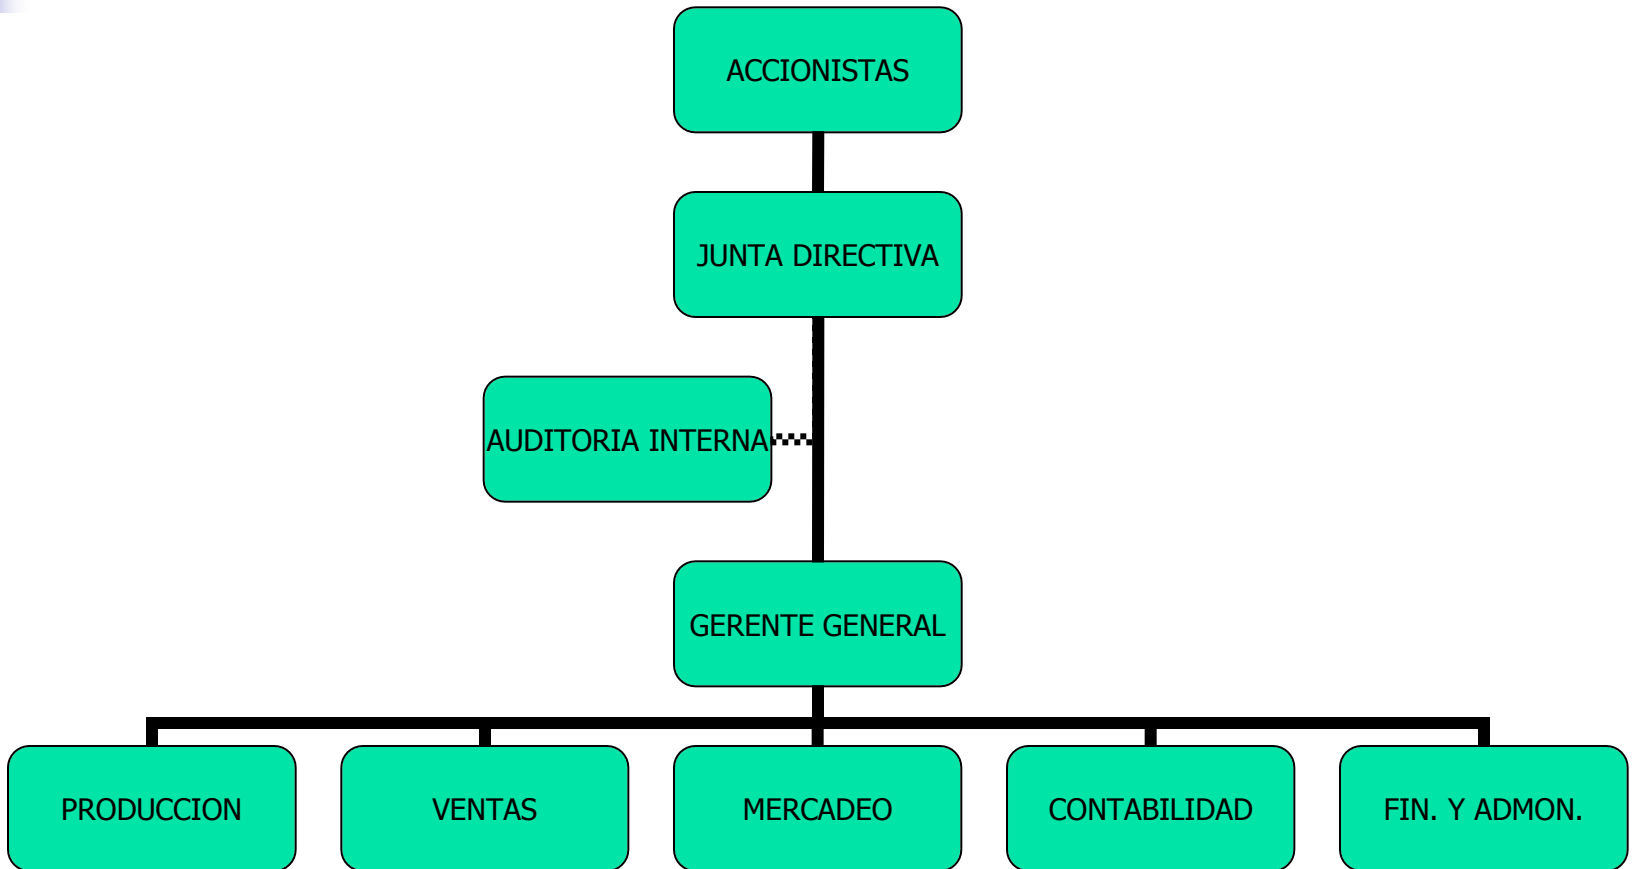 ACCIONISTAS
JUNTA DIRECTIVA
AUDITORIA INTERNA
GERENTE GENERAL
PRODUCCION
VENTAS
MERCADEO
CONTABILIDAD
FIN. Y ADMON.